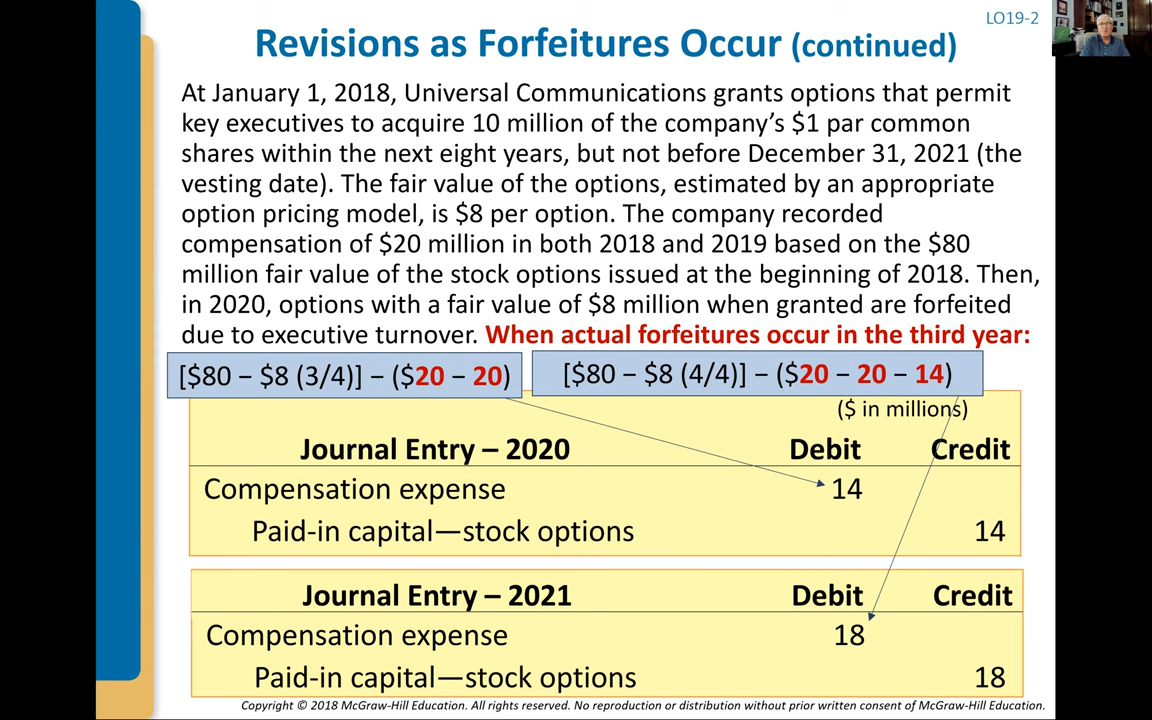 LO19-2
Revisions as Forfeitures Occur (continued)
At January 1, 2018, Universal Communications grants options that permit
key executives to acquire 10 million of the company’s $1 par common
shares within the next eight years, but not before December 31, 2021 (the
vesting date). The fair value of the options, estimated by an appropriate
option pricing model, is $8 per option. The company recorded
compensation of $20 million in both 2018 and 2019 based on the $80
million fair value of the stock options issued at the beginning of 2018. Then,
in 2020, options with a fair value of $8 million when granted are forfeited
due to executive turnover. When actual forfeitures occur in the third year:
[$80 − $8 (3/4)] − ($20 − 20) [$80 − $8 (4/4)] − ($20 − 20 − 14)
($ in millions)
Journal Entry – 2020 Debit Credit
Compensation expense 14
Paid-in capital—stock options 14
Journal Entry – 2021 Debit Credit
Compensation expense 18
Paid-in capital—stock options 18
Copyright © 2018 McGraw-Hill Education. All rights reserved. No reproduction or distribution without prior written consent of McGraw-Hill Education.